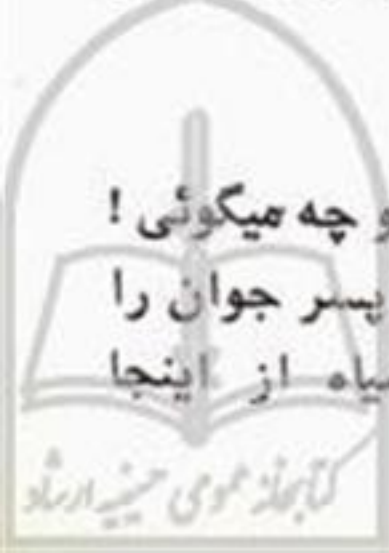 و چه میگوئی !
پسر جوان را
سیاه از اینجا
کتابخانه عمومی حسینیه ارشاد